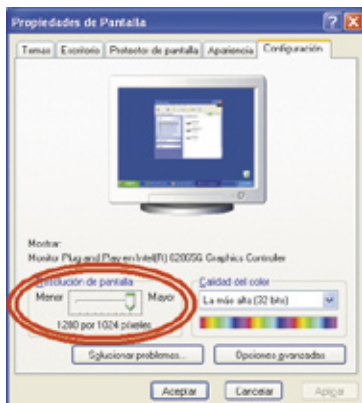 Propiedades de Pantalla
Temas Escritorio Protector de pantalla Apariencia Configuración
Mostrar:
Monitor Plug and Play en Intel(R) 82865G Graphics Controller
Resolución de pantalla
Menor Mayor
1280 por 1024 píxeles
Calidad del color
La más alta (32 bits)
Solucionar problemas...
Opciones avanzadas
Aceptar Cancelar Aplicar